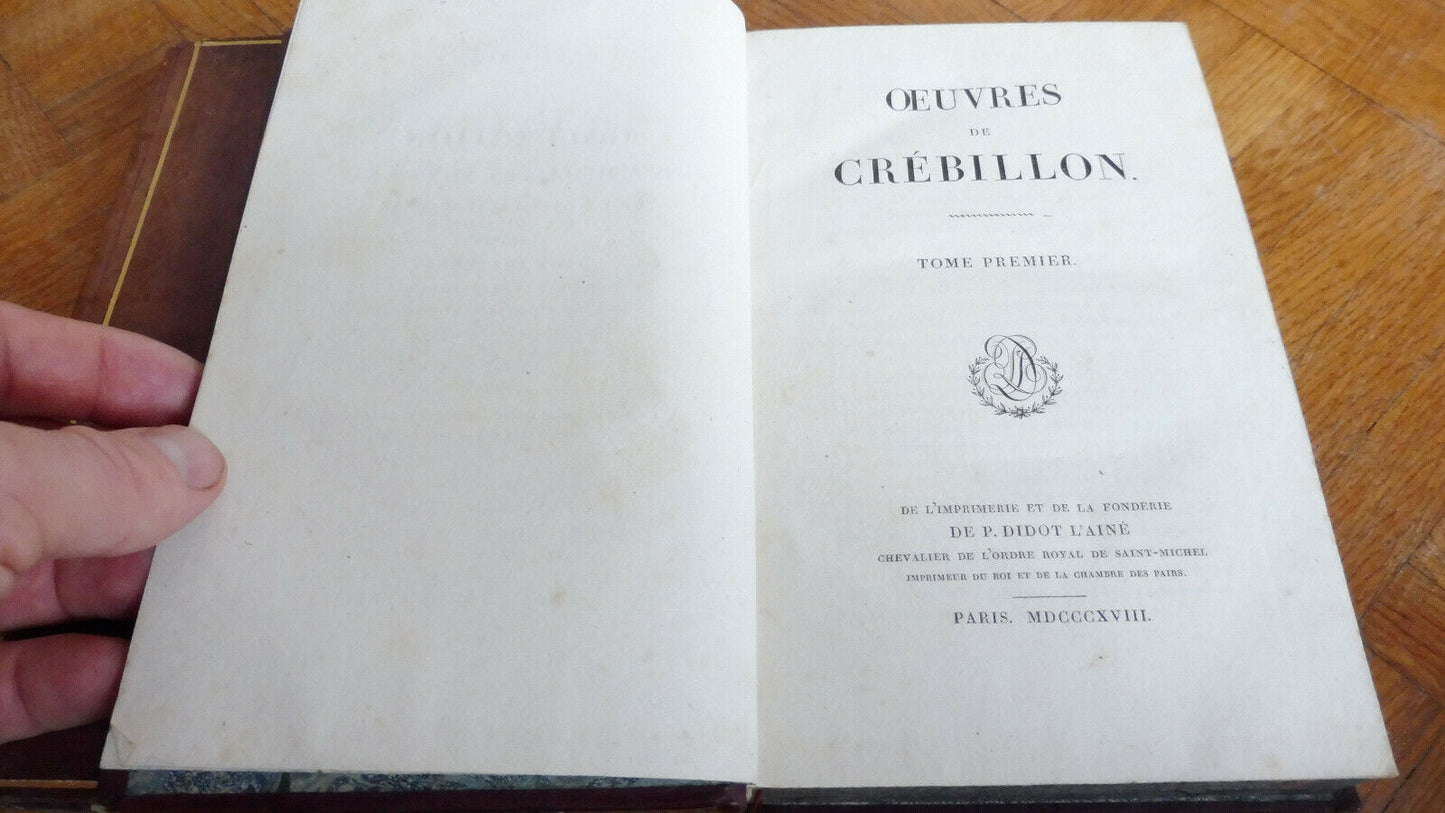 ŒUVRES
DE
CRÉBILLON.
TOME PREMIER.
DE L'IMPRIMERIE ET DE LA FONDERIE
DE P. DIDOT L'AINÉ
CHEVALIER DE L'ORDRE ROYAL DE SAINT-MICHEL
IMPRIMEUR DU ROI ET DE LA CHAMBRE DES PAIRS.
PARIS. MDCCCXVIII.